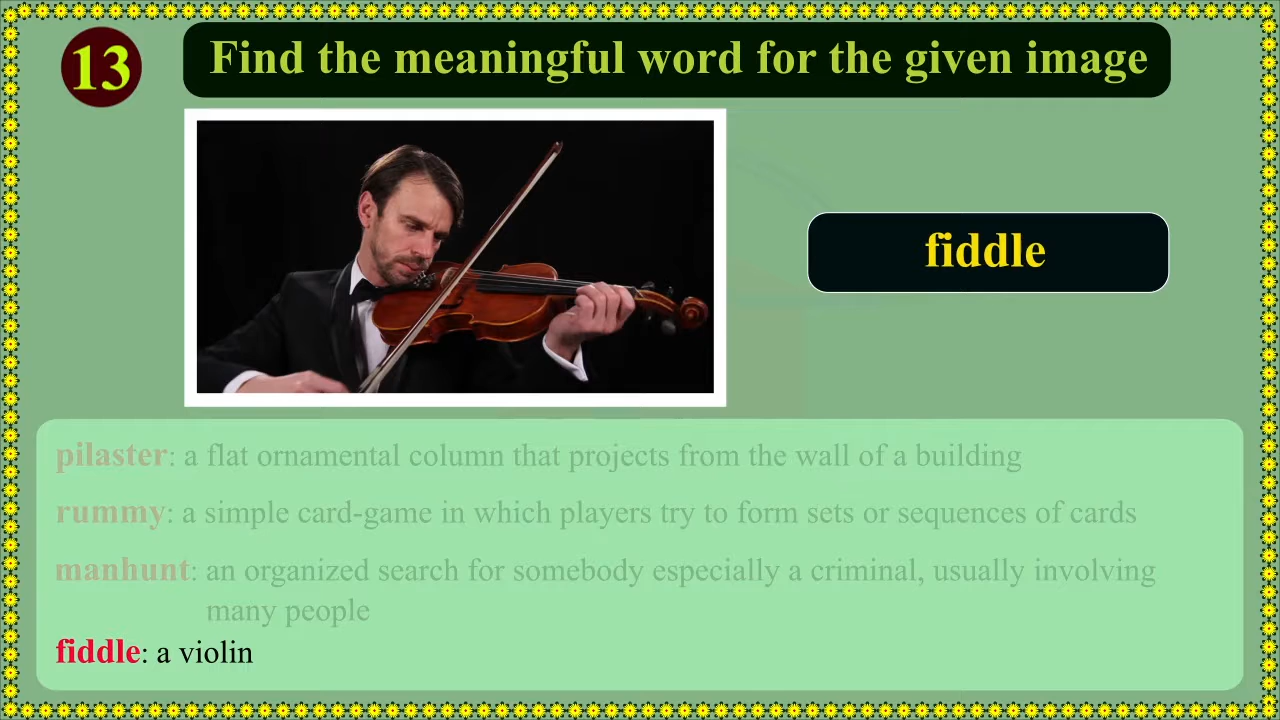 13
Find the meaningful word for the given image
fiddle
pilaster: a flat ornamental column that projects from the wall of a building
rummy: a simple card-game in which players try to form sets or sequences of cards
manhunt: an organized search for somebody especially a criminal, usually involving
many people
fiddle: a violin